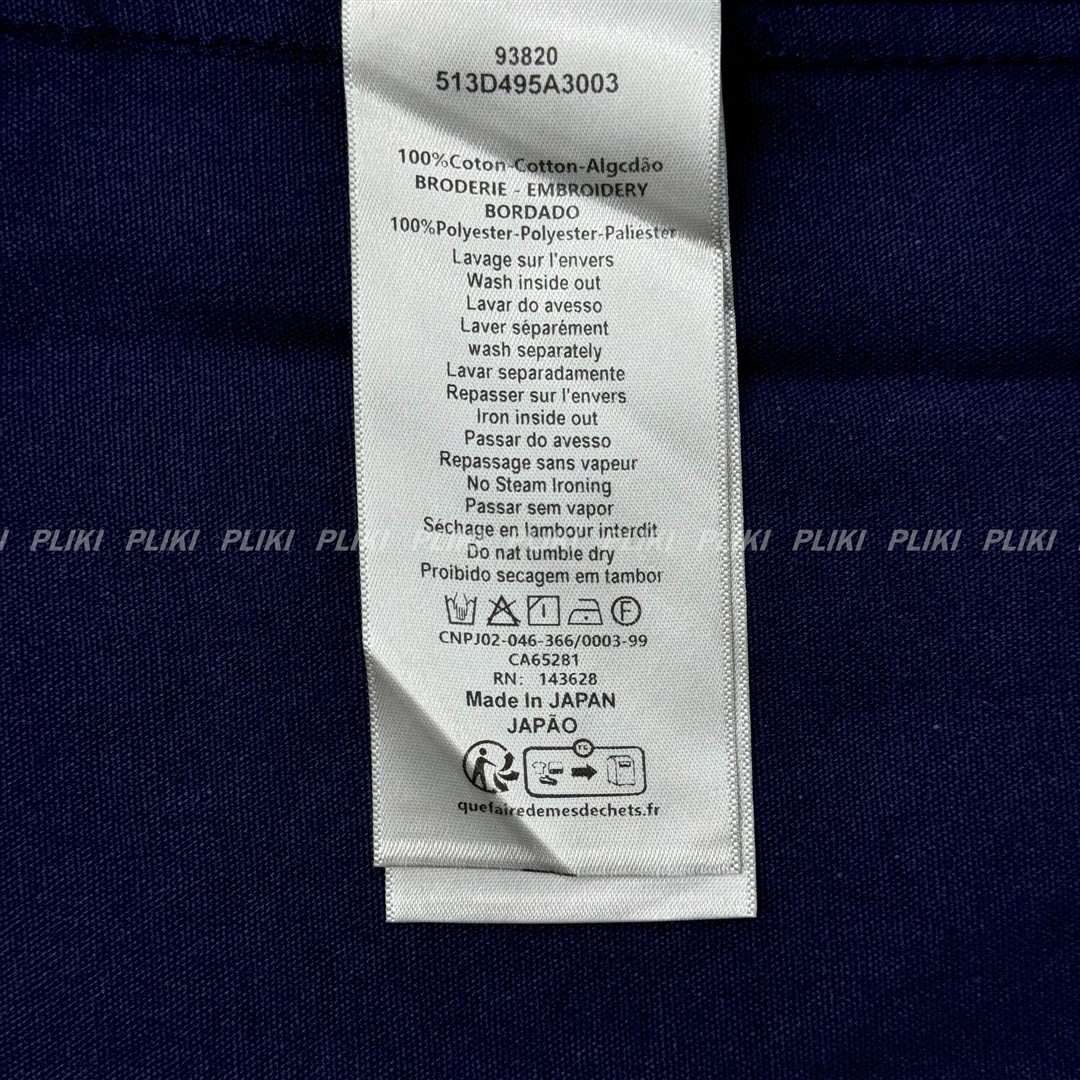 93820
513D495A3003
100%Coton-Cotton-Algcdão
BRODERIE - EMBROIDERY
BORDADO
100%Polyester-Polyester-Paliester
Lavage sur l'envers
Wash inside out
Lavar do avesso
Laver séparément
wash separately
Lavar separadamente
Repasser sur l'envers
Iron inside out
Passar do avesso
Repassage sans vapeur
No Steam Ironing
Passar sem vapor
Séchage en lambour interdit
PLIKI PLIKI PLIKI PLIKI PLIKI PLIKI PLIKI PLIKI PLIKI PLIKI
Do nat tumbie dry
Proibido secagem em tambor
F
CNPJ02-046-366/0003-99
CA65281
RN: 143628
Made In JAPAN
JAPÃO
quefairedemesdechets.fr